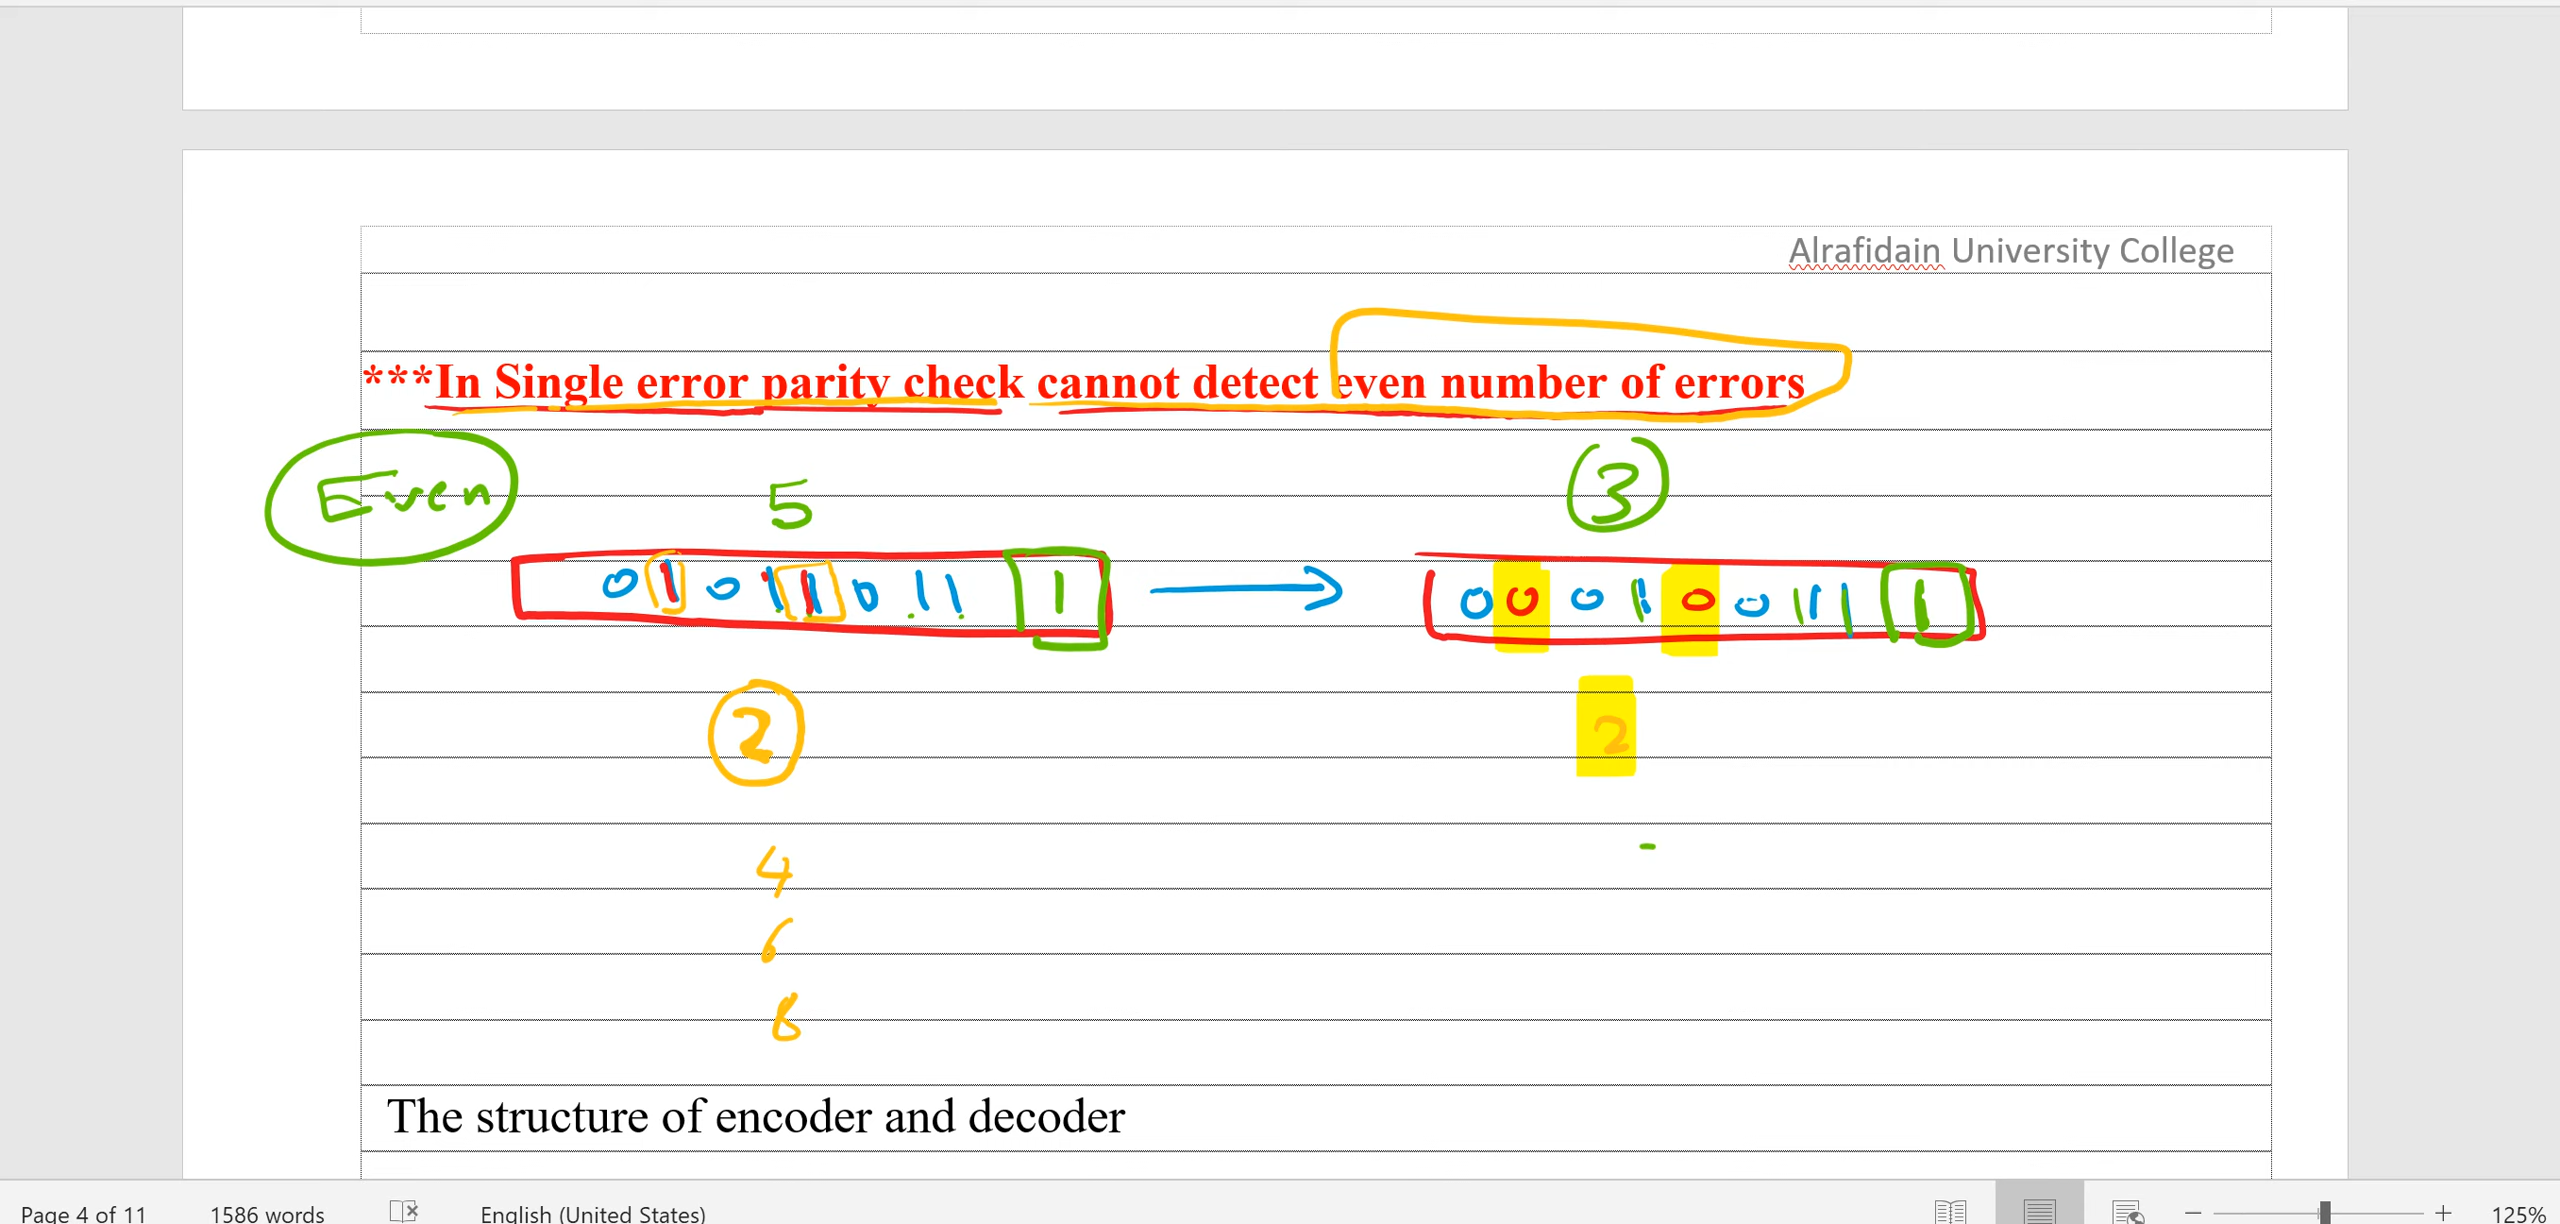 Alrafidain University College
***In Single error parity check cannot detect even number of errors
Even 5 3
0 1 0 1 1 0 1 1 1 0 0 0 1 0 0 1 1 1
2 2
4
6
8
The structure of encoder and decoder
Page 4 of 11 1586 words English (United States) 125%